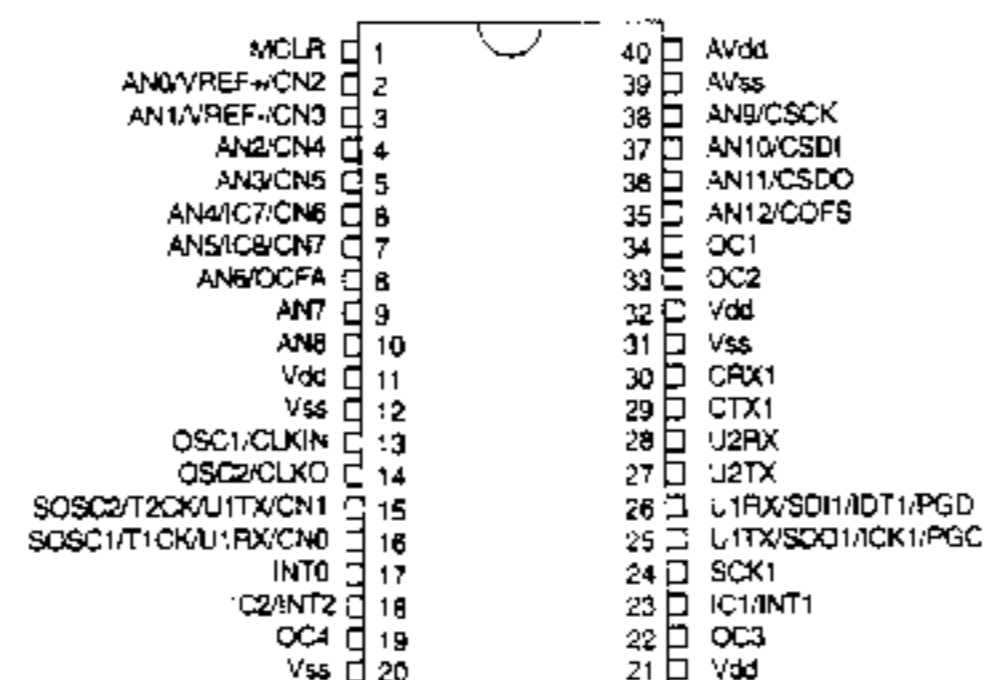 MCLR 1 40 AVdd
AN0/VREF+/CN2 2 39 AVss
AN1/VREF-/CN3 3 38 AN9/CSCK
AN2/CN4 4 37 AN10/CSDI
AN3/CN5 5 36 AN11/CSDO
AN4/IC7/CN6 6 35 AN12/COFS
AN5/IC8/CN7 7 34 OC1
AN6/OCFA 8 33 OC2
AN7 9 32 Vdd
AN8 10 31 Vss
Vdd 11 30 CRX1
Vss 12 29 CTX1
OSC1/CLKIN 13 28 U2RX
OSC2/CLKO 14 27 U2TX
SOSC2/T2CK/U1TX/CN1 15 26 U1RX/SDI1/IDT1/PGD
SOSC1/T1CK/U1RX/CN0 16 25 U1TX/SDO1/ICK1/PGC
INT0 17 24 SCK1
IC2/INT2 18 23 IC1/INT1
OC4 19 22 OC3
Vss 20 21 Vdd